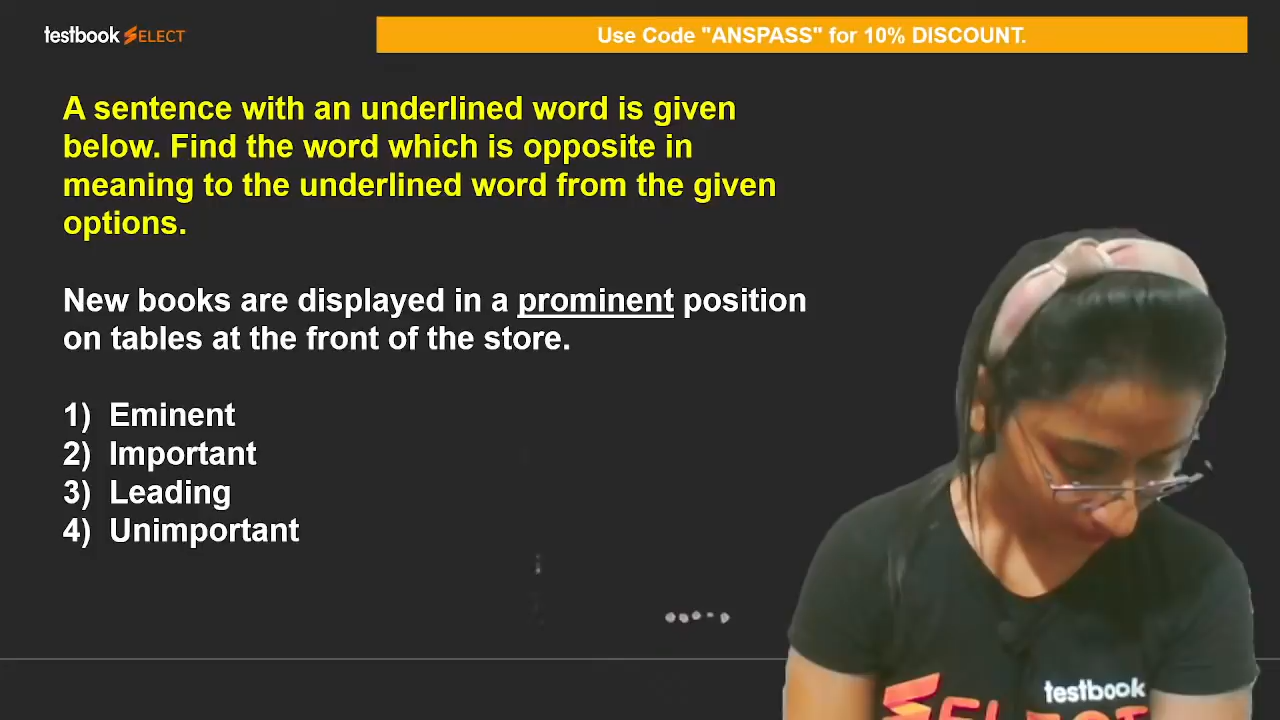 testbook SELECT
Use Code "ANSPASS" for 10% DISCOUNT.
A sentence with an underlined word is given
below. Find the word which is opposite in
meaning to the underlined word from the given
options.
New books are displayed in a prominent position
on tables at the front of the store.
1) Eminent
2) Important
3) Leading
4) Unimportant
testbook
SELECT